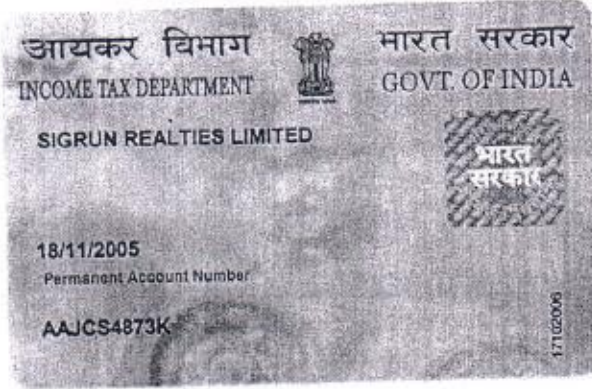 आयकर विभाग
INCOME TAX DEPARTMENT
भारत सरकार
GOVT. OF INDIA
SIGRUN REALTIES LIMITED
भारत
सरकार
18/11/2005
Permanent Account Number
AAJCS4873K
17102006